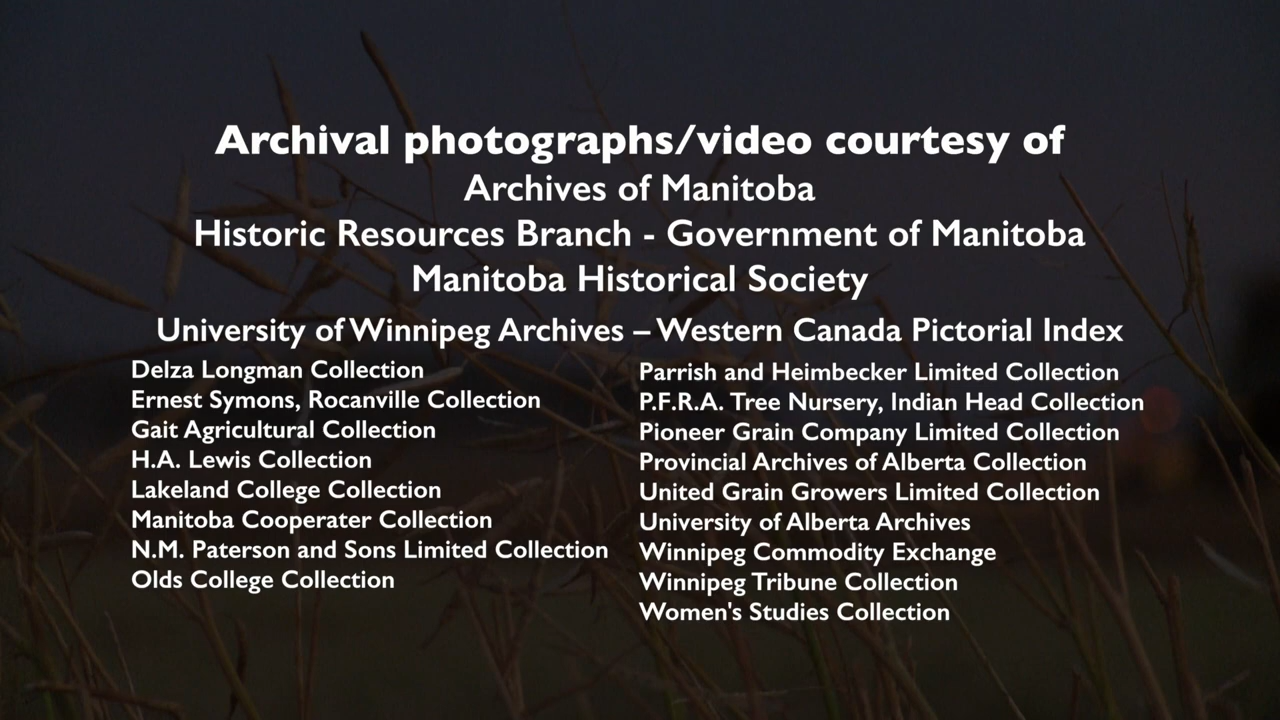 Archival photographs/video courtesy of
Archives of Manitoba
Historic Resources Branch - Government of Manitoba
Manitoba Historical Society
University of Winnipeg Archives – Western Canada Pictorial Index
Delza Longman Collection
Ernest Symons, Rocanville Collection
Gait Agricultural Collection
H.A. Lewis Collection
Lakeland College Collection
Manitoba Cooperater Collection
N.M. Paterson and Sons Limited Collection
Olds College Collection
Parrish and Heimbecker Limited Collection
P.F.R.A. Tree Nursery, Indian Head Collection
Pioneer Grain Company Limited Collection
Provincial Archives of Alberta Collection
United Grain Growers Limited Collection
University of Alberta Archives
Winnipeg Commodity Exchange
Winnipeg Tribune Collection
Women's Studies Collection